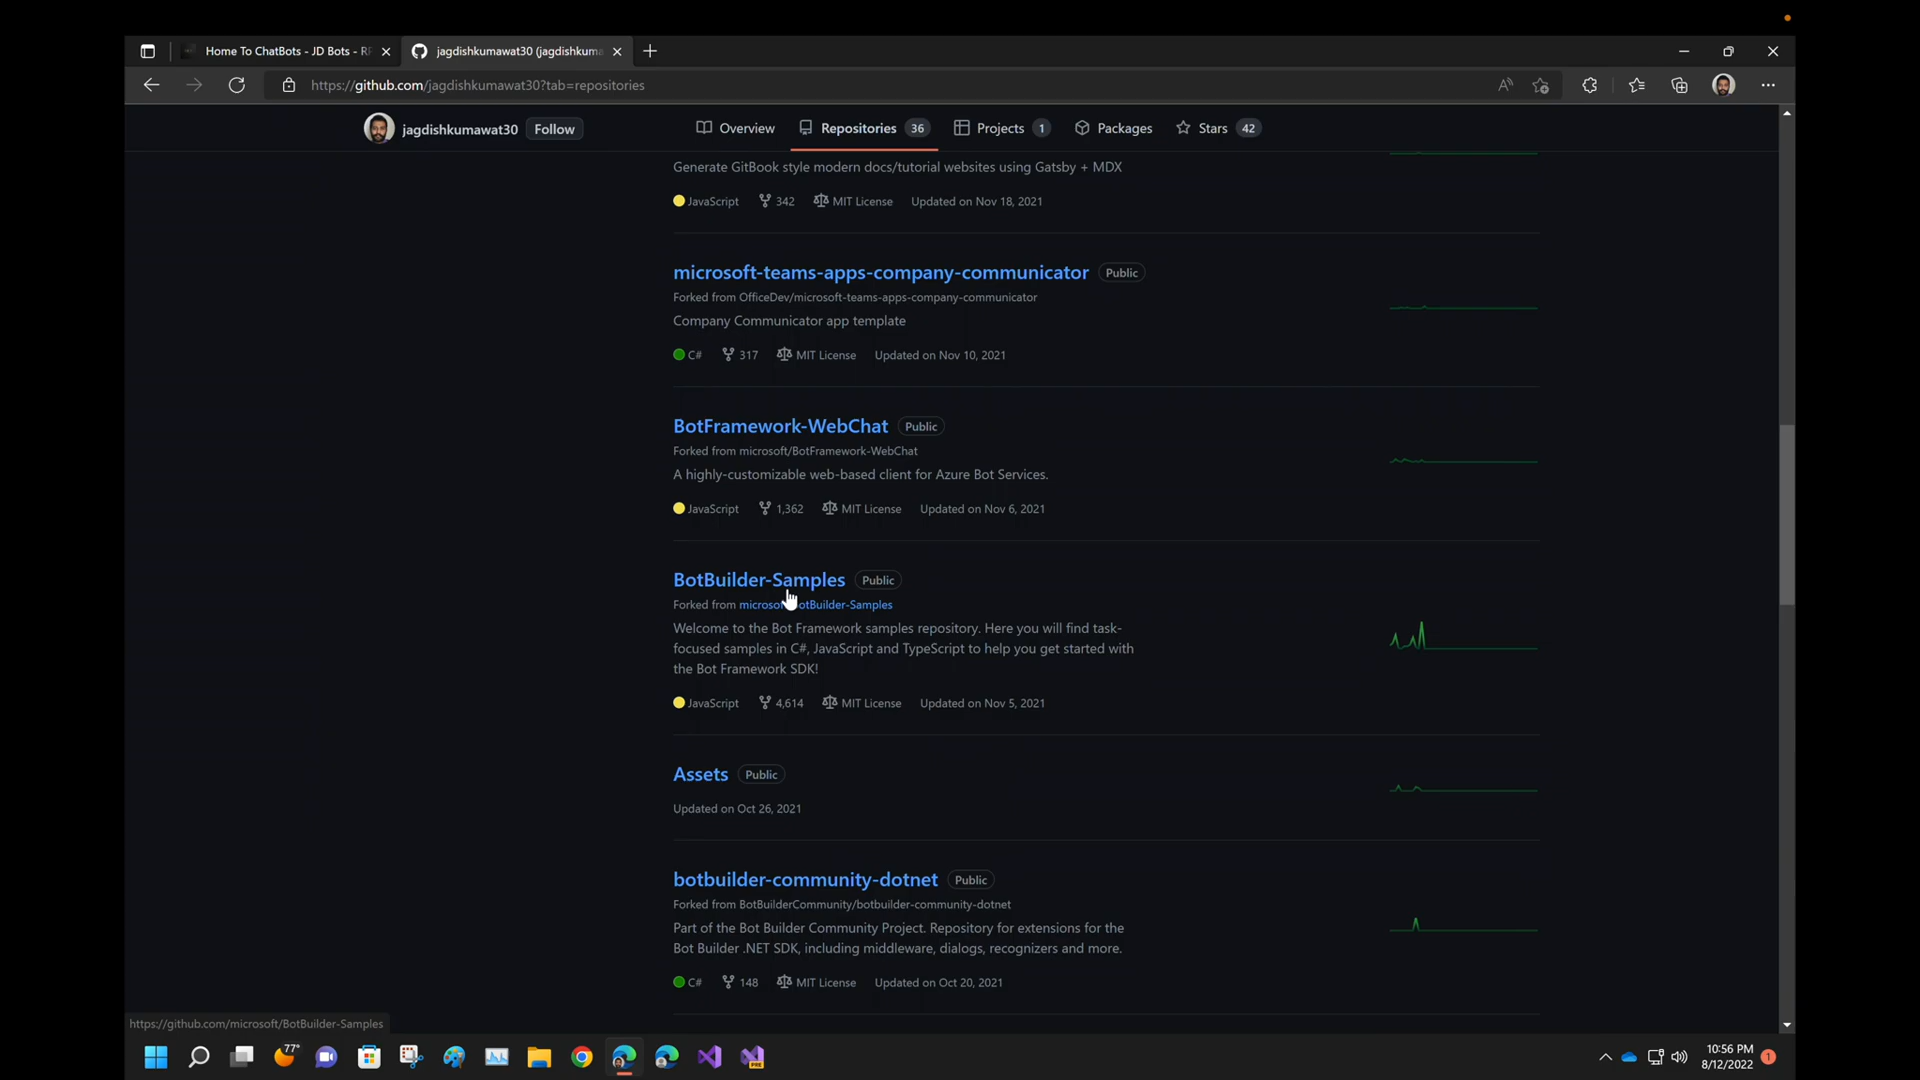 Home To ChatBots - JD Bots - RF
jagdishkumawat30 (jagdishkuma
https://github.com/jagdishkumawat30?tab=repositories
jagdishkumawat30 Follow Overview Repositories 36 Projects 1 Packages Stars 42
Generate GitBook style modern docs/tutorial websites using Gatsby + MDX
JavaScript 342 MIT License Updated on Nov 18, 2021
microsoft-teams-apps-company-communicator Public
Forked from OfficeDev/microsoft-teams-apps-company-communicator
Company Communicator app template
C# 317 MIT License Updated on Nov 10, 2021
BotFramework-WebChat Public
Forked from microsoft/BotFramework-WebChat
A highly-customizable web-based client for Azure Bot Services.
JavaScript 1,362 MIT License Updated on Nov 6, 2021
BotBuilder-Samples Public
Forked from microsof otBuilder-Samples
Welcome to the Bot Framework samples repository. Here you will find task-
focused samples in C#, JavaScript and TypeScript to help you get started with
the Bot Framework SDK!
JavaScript 4,614 MIT License Updated on Nov 5, 2021
Assets Public
Updated on Oct 26, 2021
botbuilder-community-dotnet Public
Forked from BotBuilderCommunity/botbuilder-community-dotnet
Part of the Bot Builder Community Project. Repository for extensions for the
Bot Builder .NET SDK, including middleware, dialogs, recognizers and more.
C# 148 MIT License Updated on Oct 20, 2021
https://github.com/microsoft/BotBuilder-Samples
77°
PRE
10:56 PM
8/12/2022
1